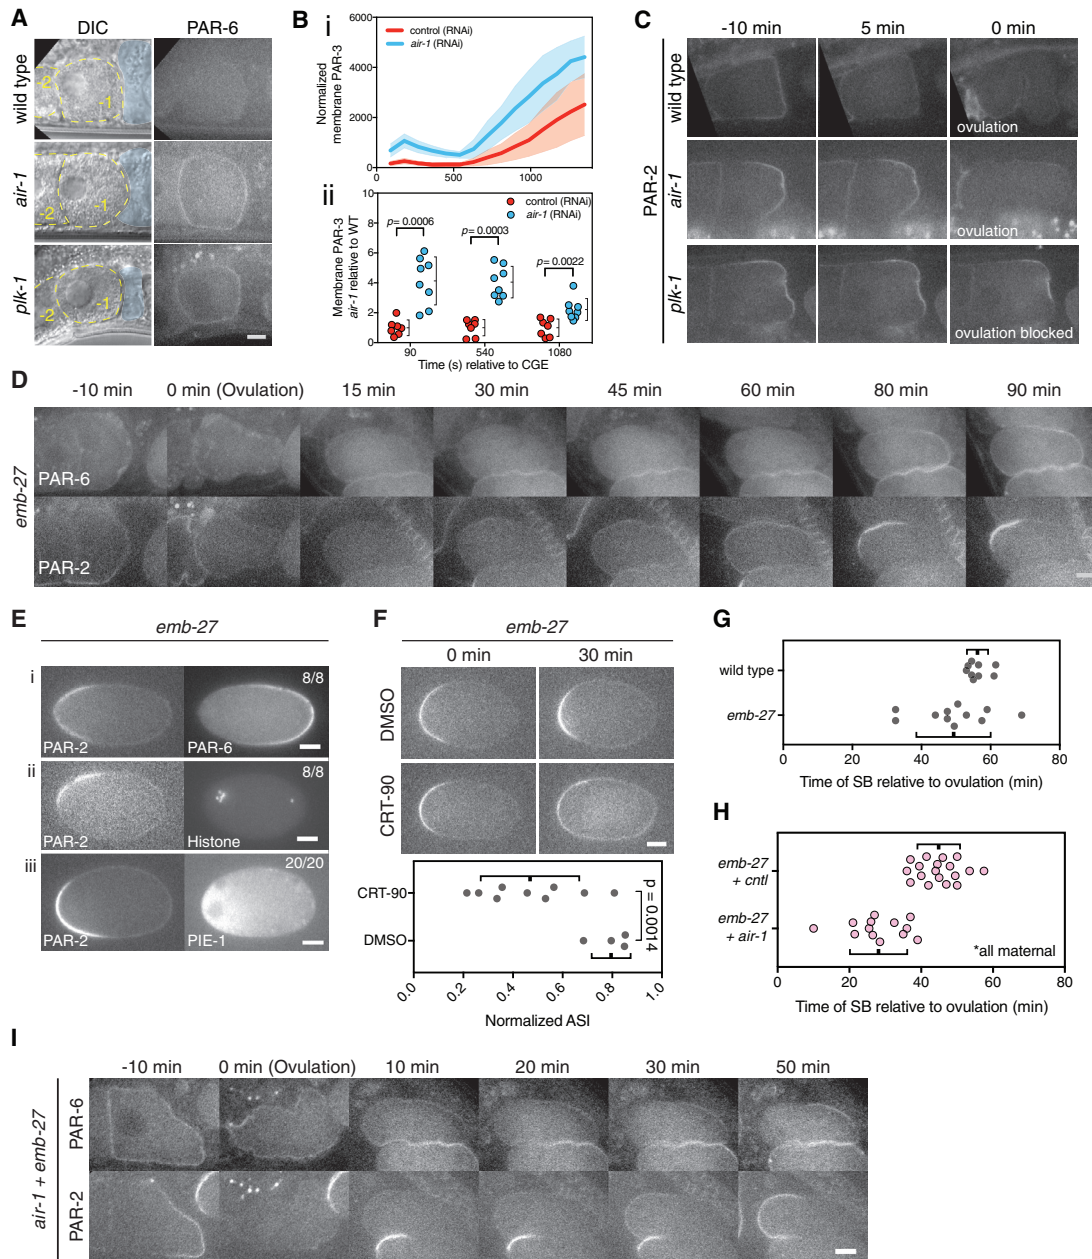 A
DIC
PAR-6
wild type
-2
-1
air-1
-2
-1
plk-1
-2
-1
B
i
6000
4000
2000
0
Normalized
membrane PAR-3
control (RNAi)
air-1 (RNAi)
0
500
1000
ii
10
8
6
4
2
0
Membrane PAR-3
air-1 relative to WT
control (RNAi)
air-1 (RNAi)
p= 0.0006
p= 0.0003
p= 0.0022
90
540
1080
Time (s) relative to CGE
C
-10 min
5 min
0 min
PAR-2
wild type
ovulation
air-1
ovulation
plk-1
ovulation blocked
D
-10 min
0 min (Ovulation)
15 min
30 min
45 min
60 min
80 min
90 min
emb-27
PAR-6
PAR-2
E
emb-27
i
8/8
PAR-2
PAR-6
ii
8/8
PAR-2
Histone
iii
20/20
PAR-2
PIE-1
F
emb-27
0 min
30 min
DMSO
CRT-90
CRT-90
DMSO
p = 0.0014
0.0
0.2
0.4
0.6
0.8
1.0
Normalized ASI
G
wild type
emb-27
0
20
40
60
80
Time of SB relative to ovulation (min)
H
emb-27
+ cntl
emb-27
+ air-1
*all maternal
0
20
40
60
80
Time of SB relative to ovulation (min)
I
-10 min
0 min (Ovulation)
10 min
20 min
30 min
50 min
air-1 + emb-27
PAR-6
PAR-2